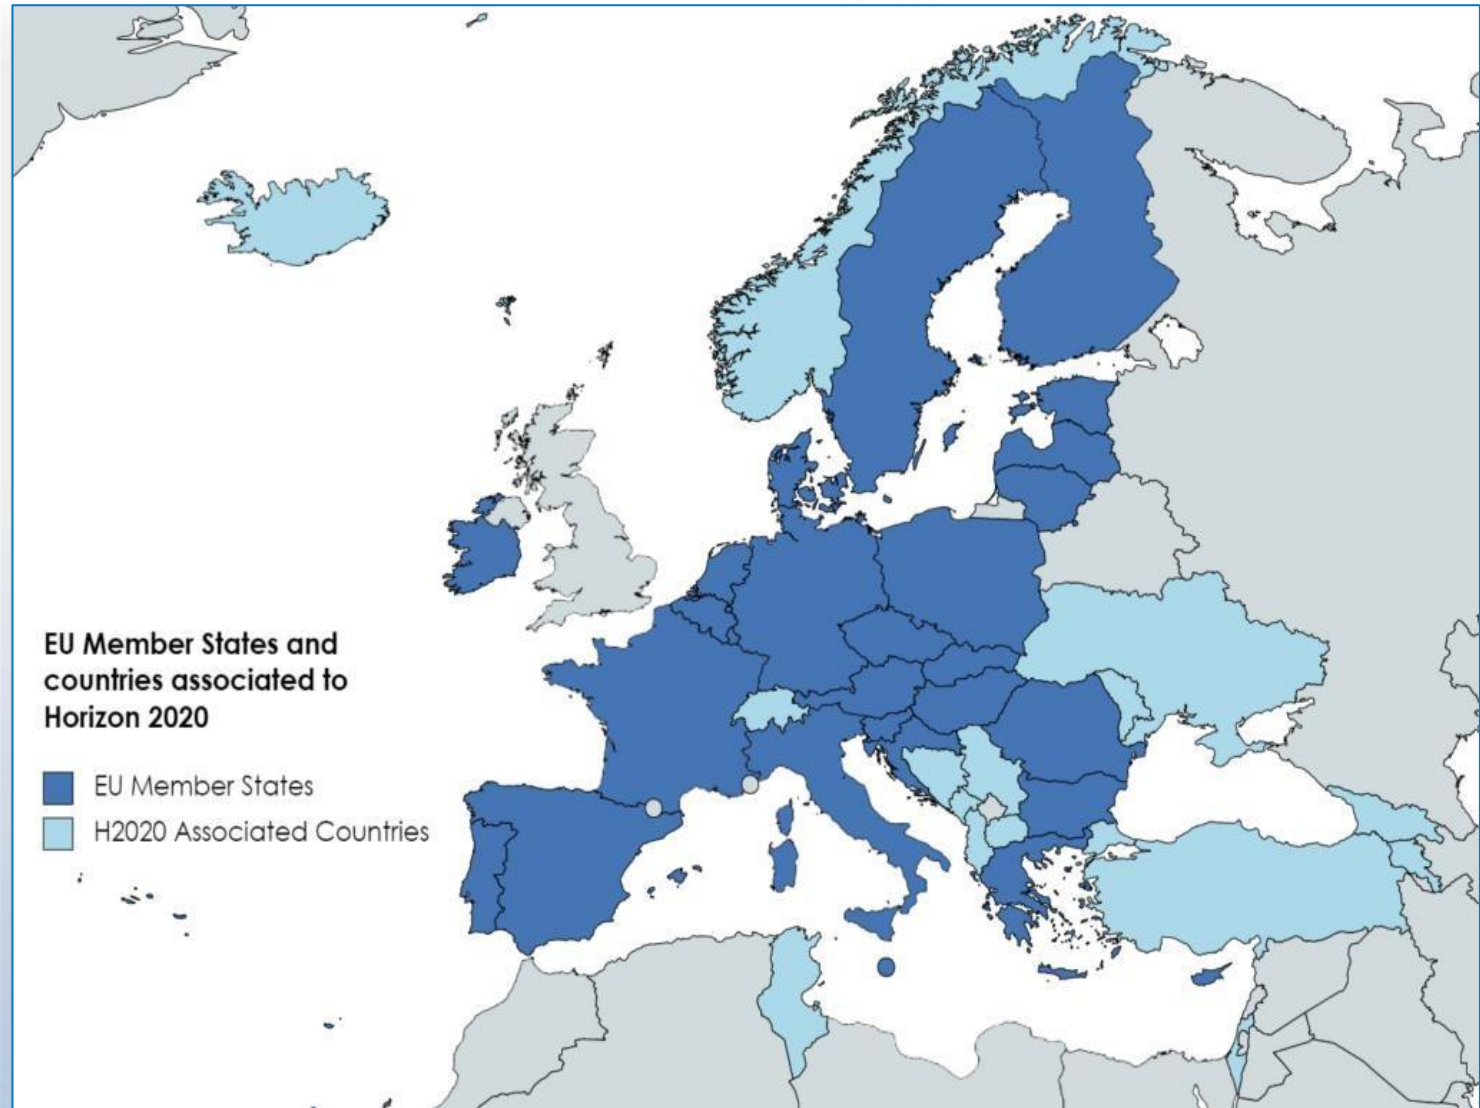 EU Member States and
countries associated to
Horizon 2020
EU Member States
H2020 Associated Countries